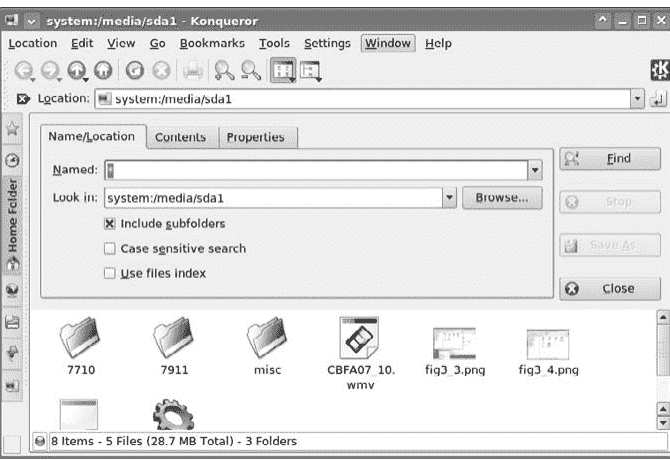 system:/media/sda1 - Konqueror
Location Edit View Go Bookmarks Tools Settings Window Help
Location: system:/media/sda1
Name/Location Contents Properties
Named: *
Find
Look in: system:/media/sda1 Browse...
Stop
Include subfolders
Case sensitive search
Save As...
Use files index
Close
Home Folder
7710 7911 misc CBFA07_10.wmv fig3_3.png fig3_4.png
8 Items - 5 Files (28.7 MB Total) - 3 Folders